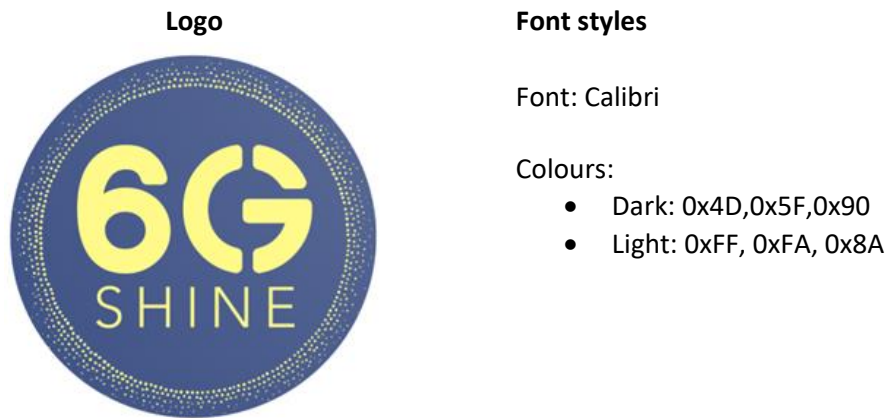 Logo
6G
SHINE
Font styles
Font: Calibri
Colours:
• Dark: 0x4D,0x5F,0x90
• Light: 0xFF, 0xFA, 0x8A